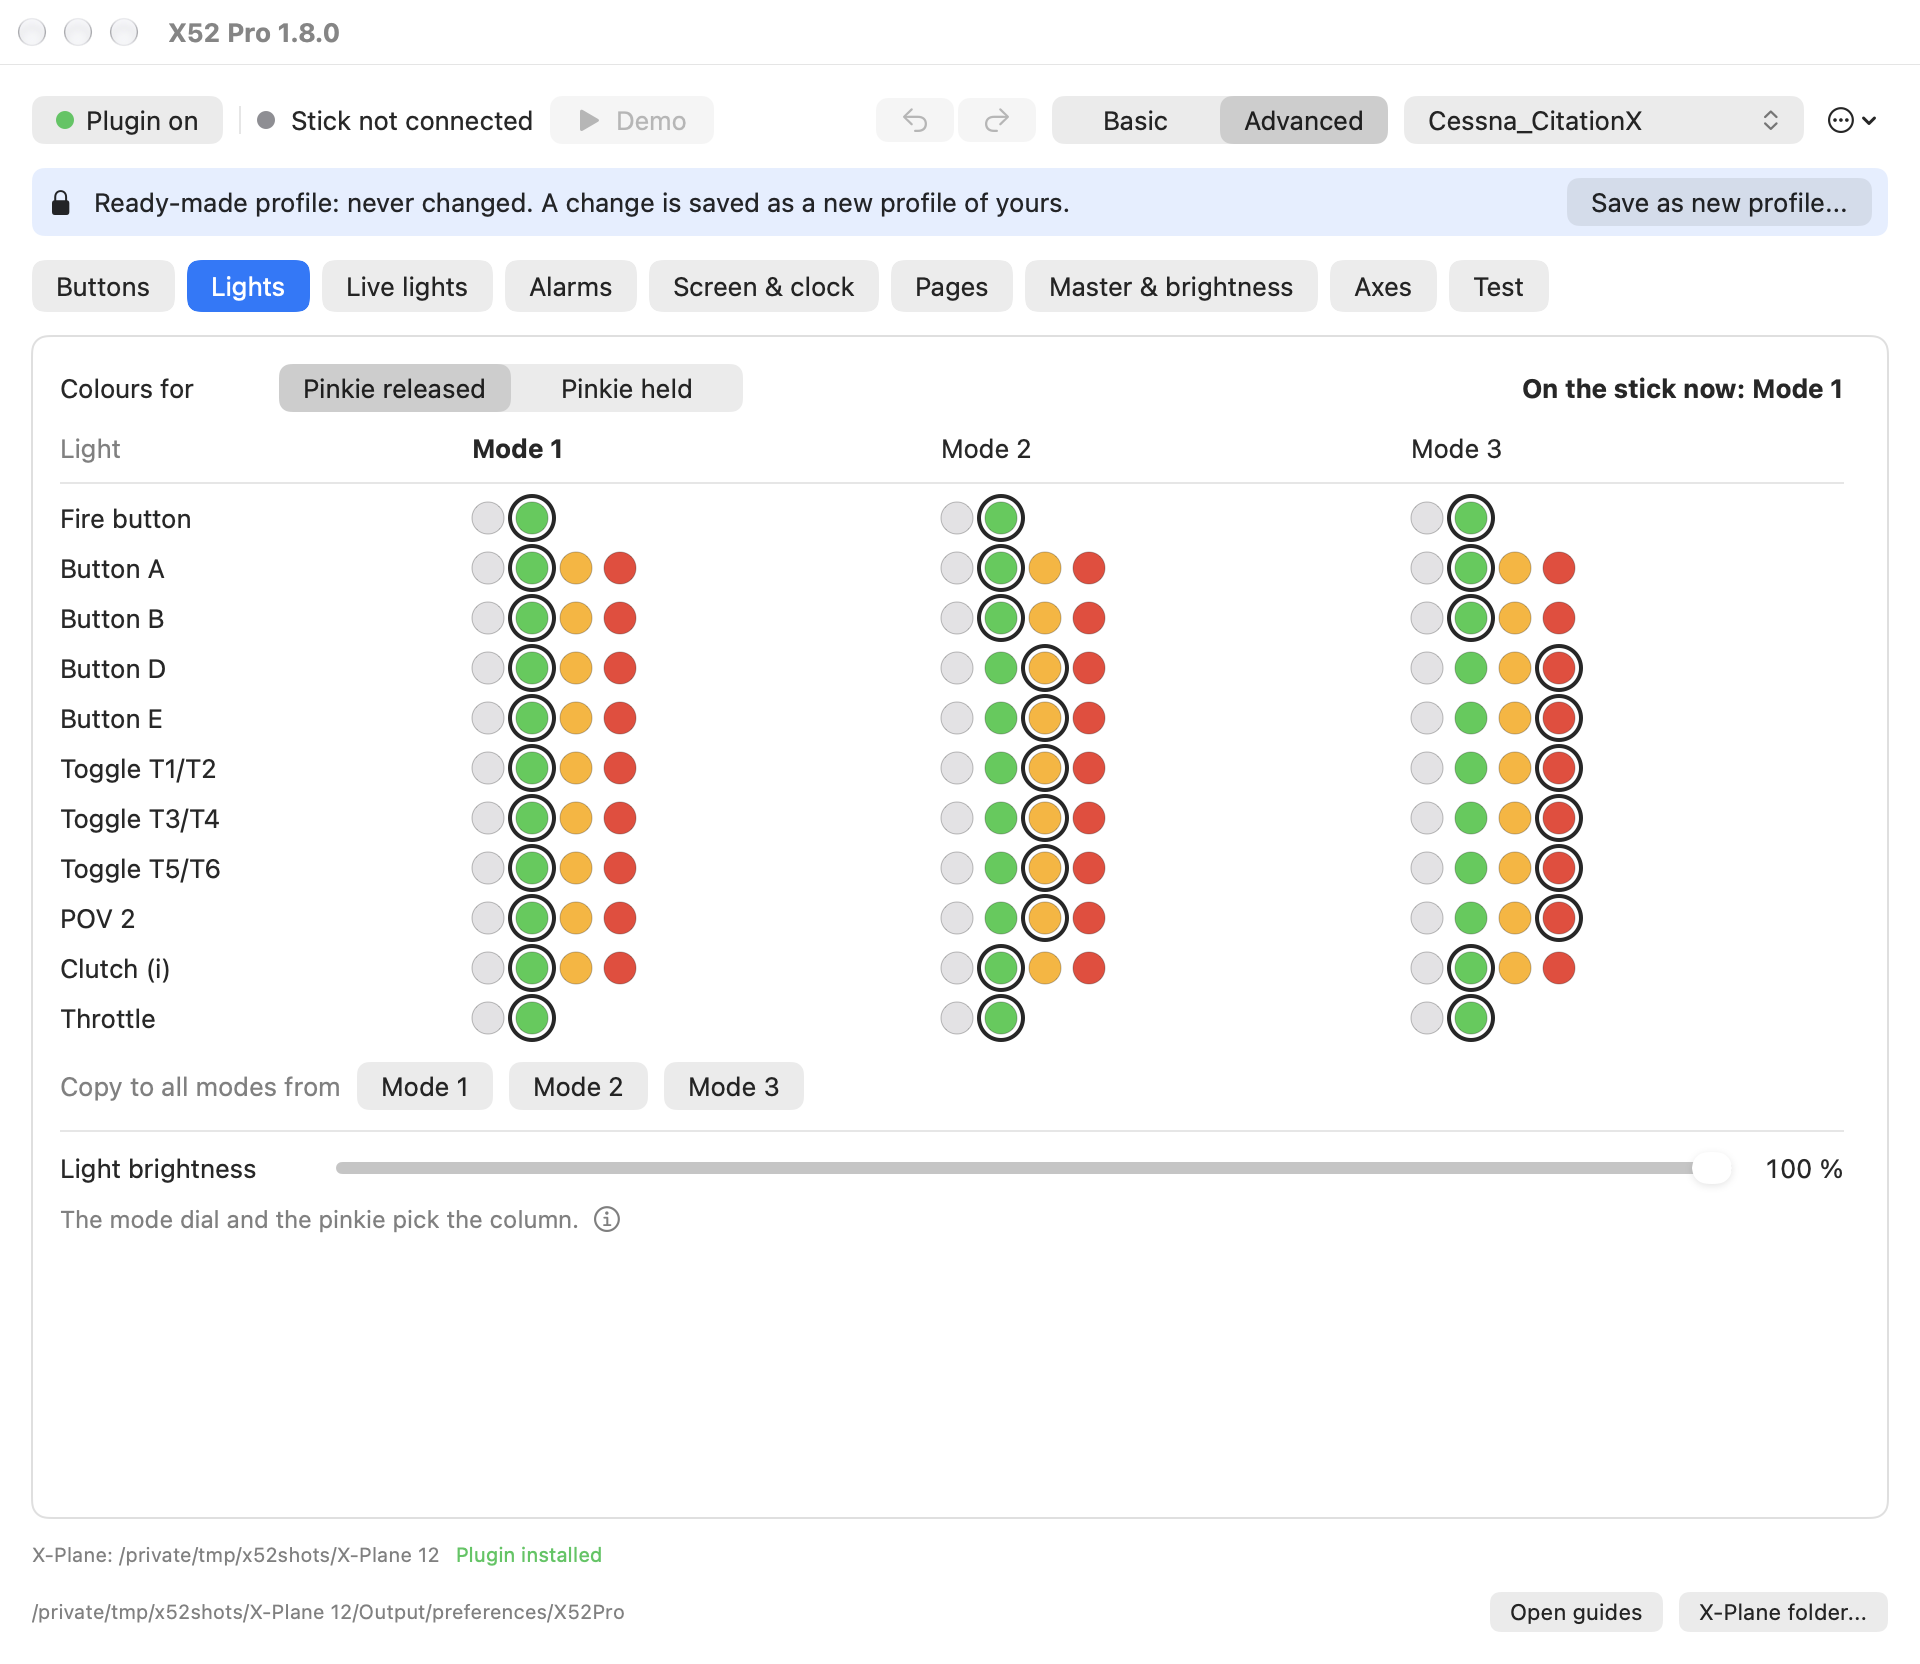 X52 Pro 1.8.0
Plugin on
Stick not connected
Demo
Basic
Advanced
Cessna_CitationX
Ready-made profile: never changed. A change is saved as a new profile of yours.
Save as new profile...
Buttons
Lights
Live lights
Alarms
Screen & clock
Pages
Master & brightness
Axes
Test
Colours for
Pinkie released
Pinkie held
On the stick now: Mode 1
Light
Mode 1
Mode 2
Mode 3
Fire button
Button A
Button B
Button D
Button E
Toggle T1/T2
Toggle T3/T4
Toggle T5/T6
POV 2
Clutch (i)
Throttle
Copy to all modes from
Mode 1
Mode 2
Mode 3
Light brightness
100 %
The mode dial and the pinkie pick the column.
X-Plane: /private/tmp/x52shots/X-Plane 12
Plugin installed
/private/tmp/x52shots/X-Plane 12/Output/preferences/X52Pro
Open guides
X-Plane folder...